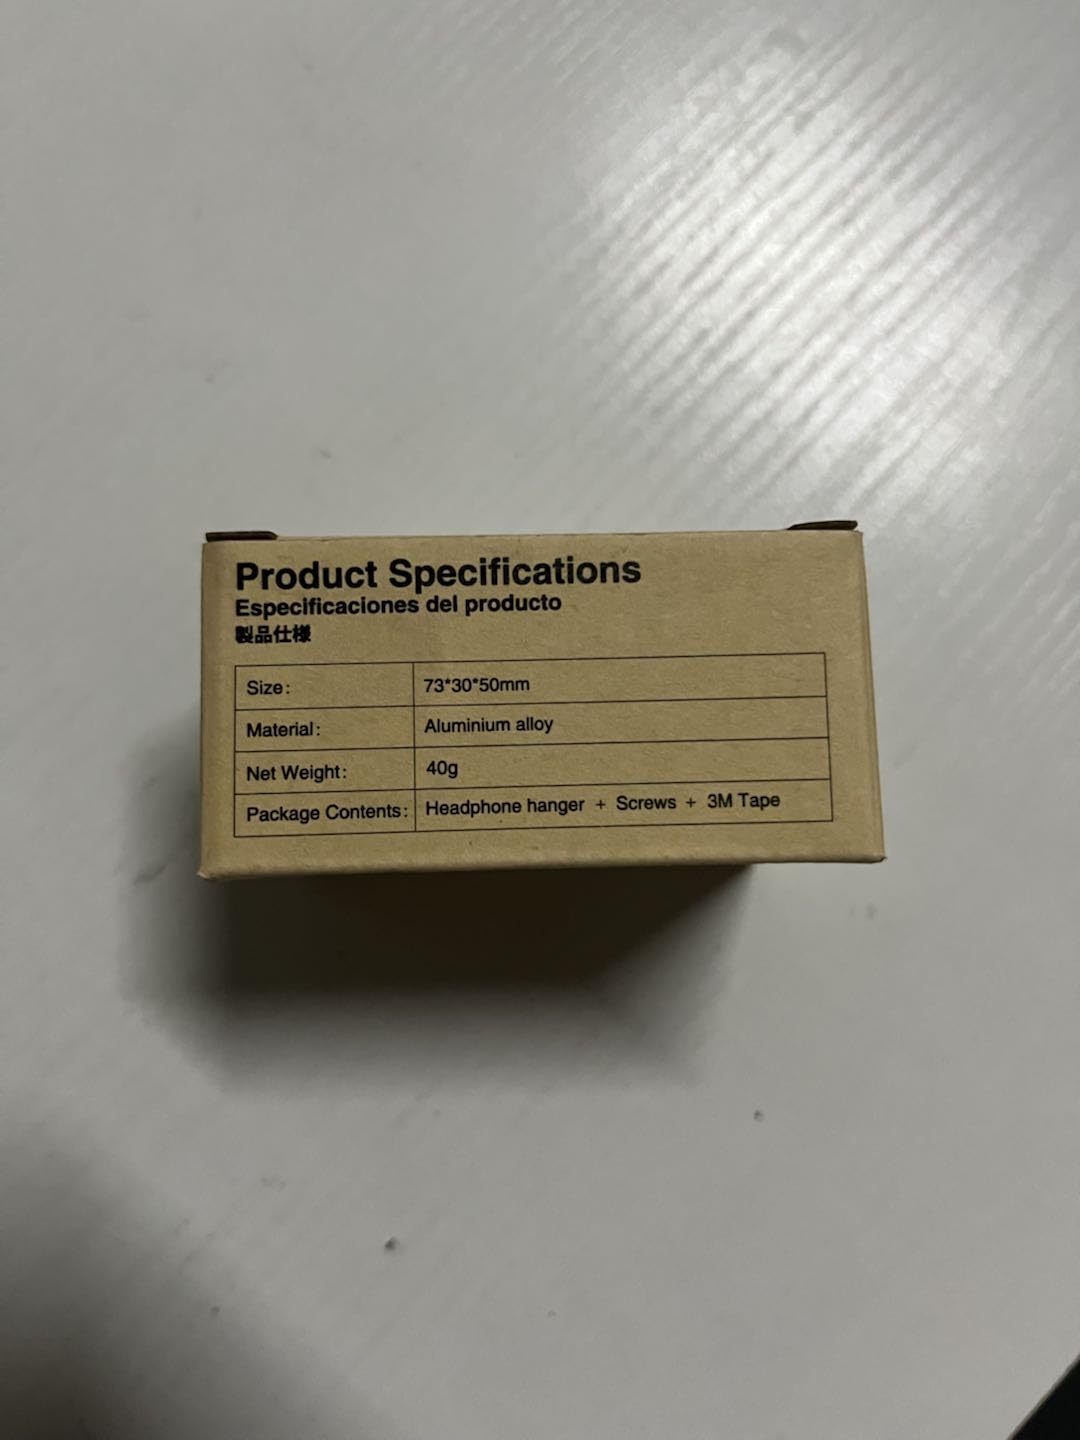 Product Specifications
Especificaciones del producto
製品仕様
Size: 73*30*50mm
Material: Aluminium alloy
Net Weight: 40g
Package Contents: Headphone hanger + Screws + 3M Tape